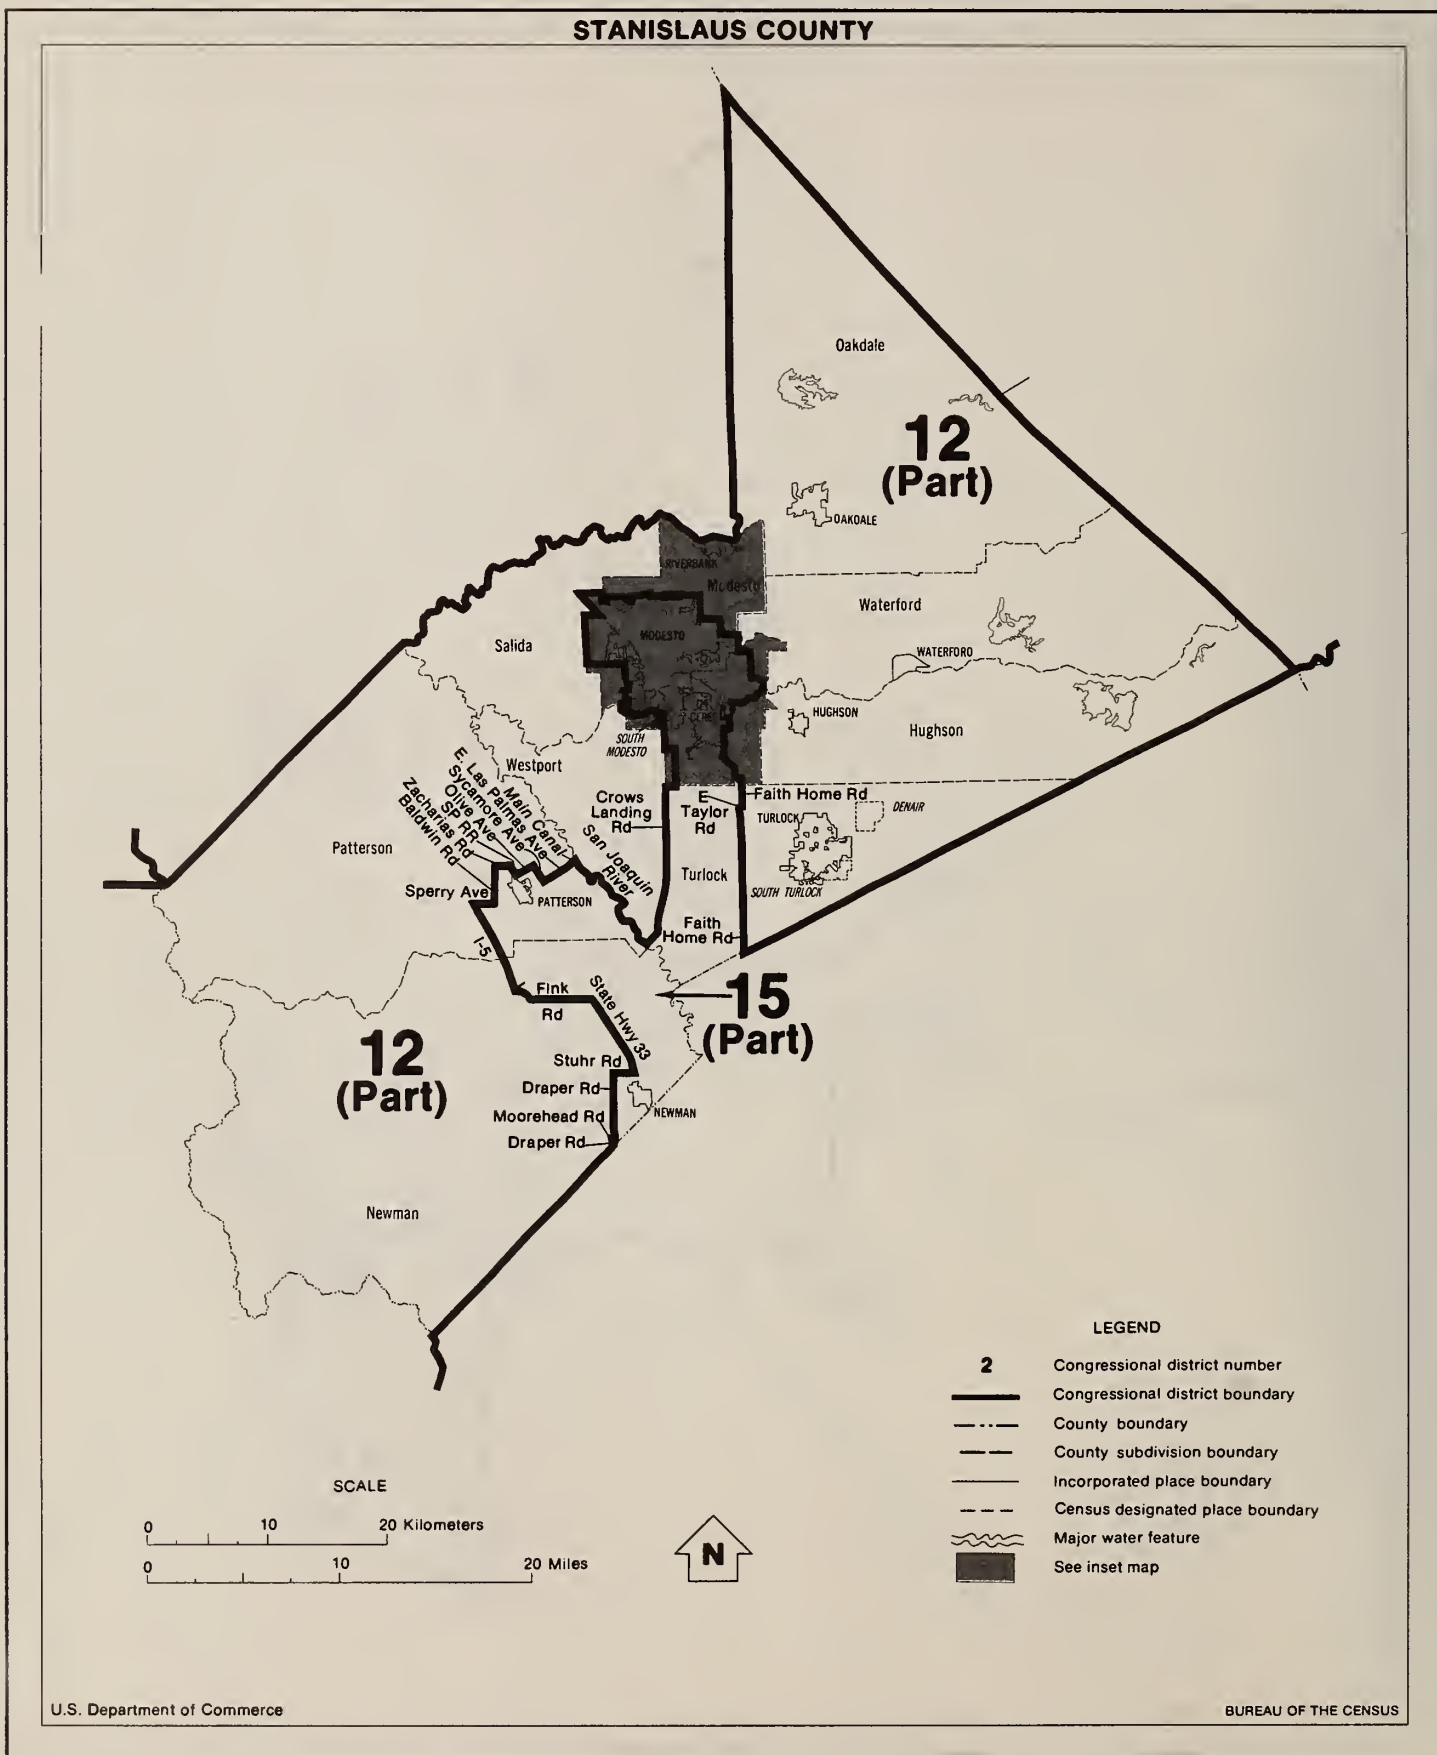 STANISLAUS COUNTY
Oakdale
12
(Part)
OAKDALE
RIVERBANK
Modesto
Waterford
MODESTO
Salida
WATERFORD
HUGHSON
Hughson
SOUTH
MODESTO
Westport
Main Canal
E. Las Palmas Ave
Sycamore Ave
Olive Ave
SP RR
Zacharias Rd
Baldwin Rd
Crows
Landing
Rd
E
Taylor
Rd
Faith Home Rd
TURLOCK
DENAIR
San Joaquin
River
Patterson
Turlock
Sperry Ave
PATTERSON
SOUTH TURLOCK
Faith
Home Rd
I-5
Fink
Rd
State Hwy 33
15
(Part)
12
(Part)
Stuhr Rd
Draper Rd
Moorehead Rd
NEWMAN
Draper Rd
Newman
LEGEND
2 Congressional district number
Congressional district boundary
County boundary
County subdivision boundary
Incorporated place boundary
Census designated place boundary
Major water feature
See inset map
SCALE
0 10 20 Kilometers
0 10 20 Miles
N
U.S. Department of Commerce
BUREAU OF THE CENSUS